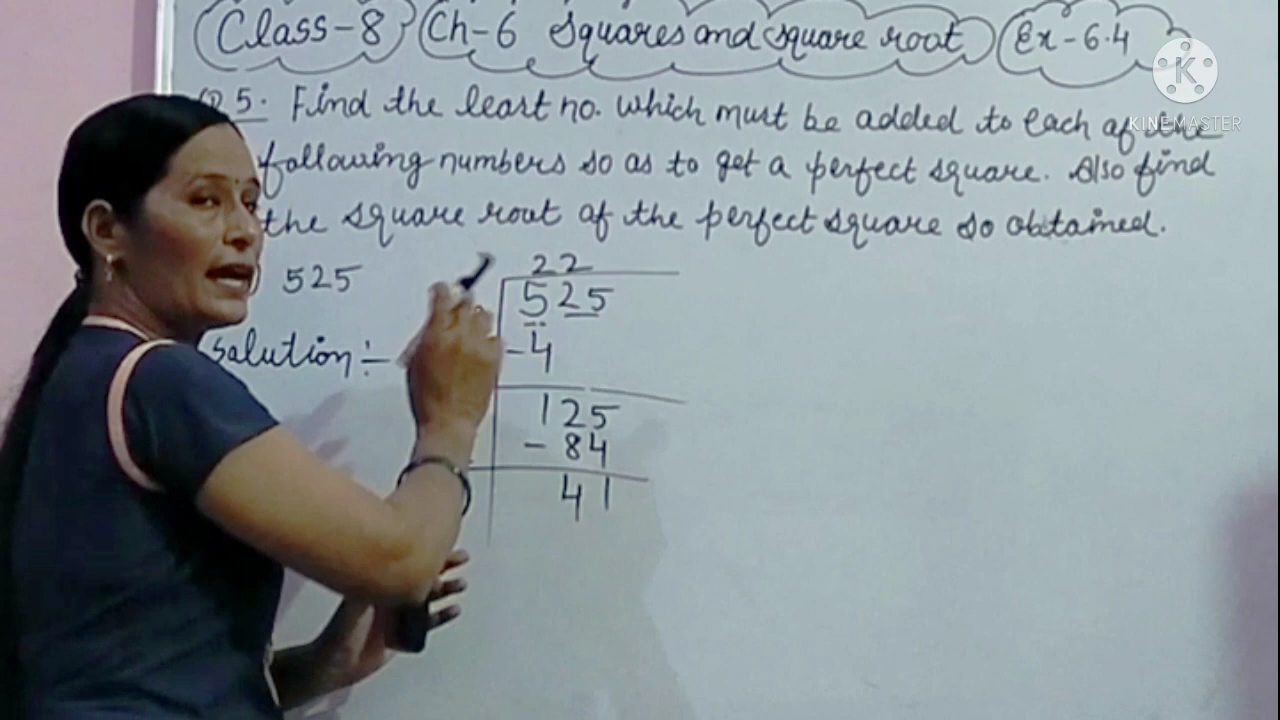 Class-8 Ch-6 Squares and square root Ex-6.4
K
KINEMASTER
Q5. Find the least no. which must be added to each of the
following numbers so as to get a perfect square. Also find
the square root of the perfect square so obtained.
525
22
525
Solution:-
-4
125
-84
41